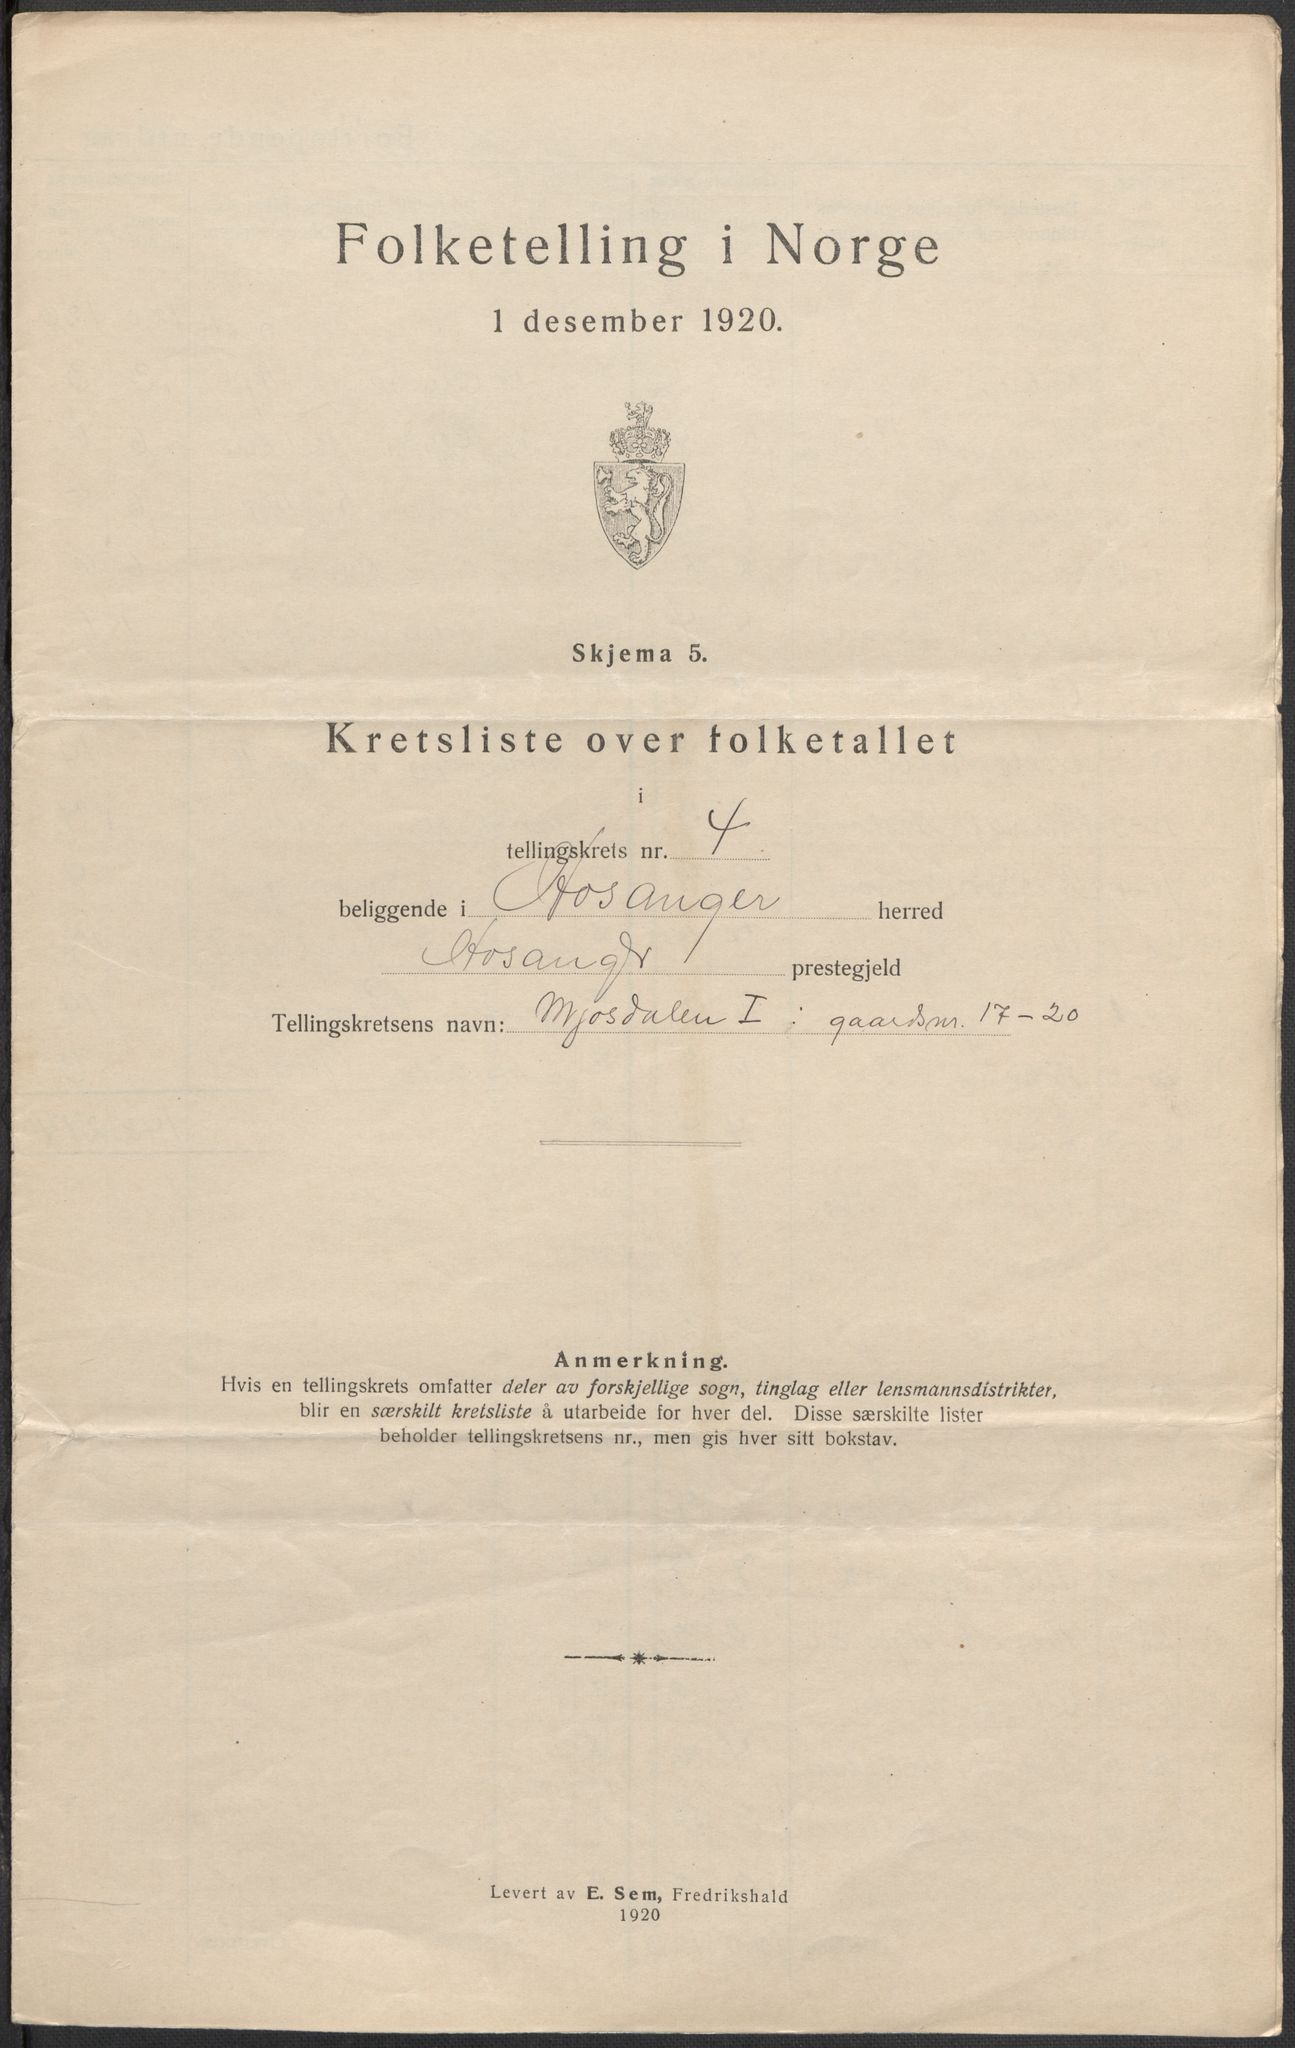 Folketelling i Norge
1 desember 1920.
Skjema 5.
Kretsliste over folketallet
i
tellingskrets nr. 4
beliggende i Hosanger herred
Hosanger prestegjeld
Tellingskretsens navn: Mjosdalen I : gaardsnr. 17-20
Anmerkning.
Hvis en tellingskrets omfatter deler av forskjellige sogn, tinglag eller lensmannsdistrikter,
blir en særskilt kretsliste å utarbeide for hver del. Disse særskilte lister
beholder tellingskretsens nr., men gis hver sitt bokstav.
Levert av E. Sem, Fredrikshald
1920